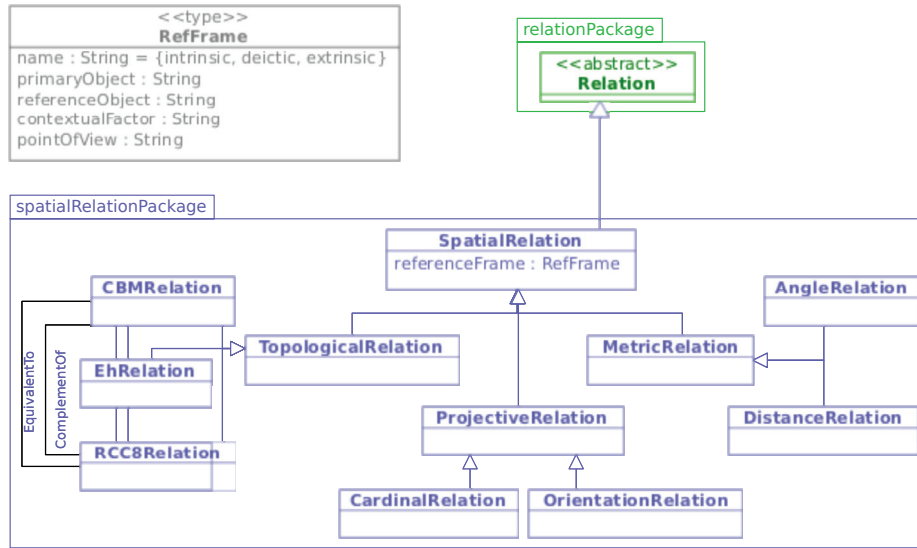 <<type>>
RefFrame
name : String = {intrinsic, deictic, extrinsic}
primaryObject : String
referenceObject : String
contextualFactor : String
pointOfView : String
relationPackage
<<abstract>>
Relation
spatialRelationPackage
SpatialRelation
referenceFrame : RefFrame
CBMRelation
AngleRelation
EquivalentTo
ComplementOf
TopologicalRelation
MetricRelation
EhRelation
ProjectiveRelation
DistanceRelation
RCC8Relation
CardinalRelation
OrientationRelation